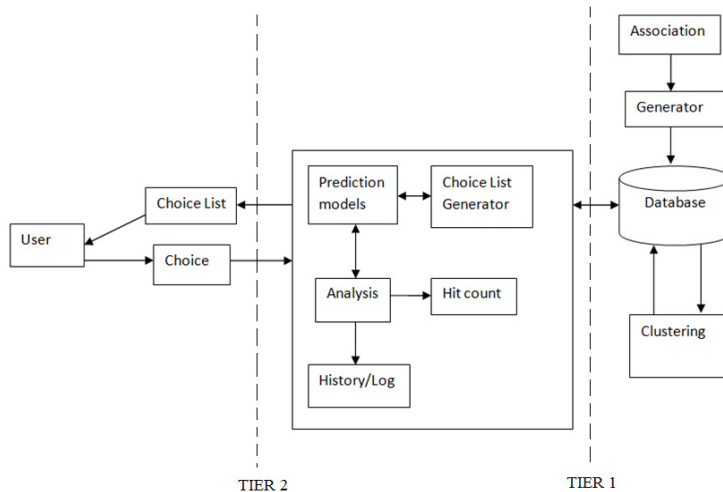 Association
Generator
Database
Clustering
Prediction
models
Choice List
Generator
Analysis
Hit count
History/Log
Choice List
User
Choice
TIER 2
TIER 1